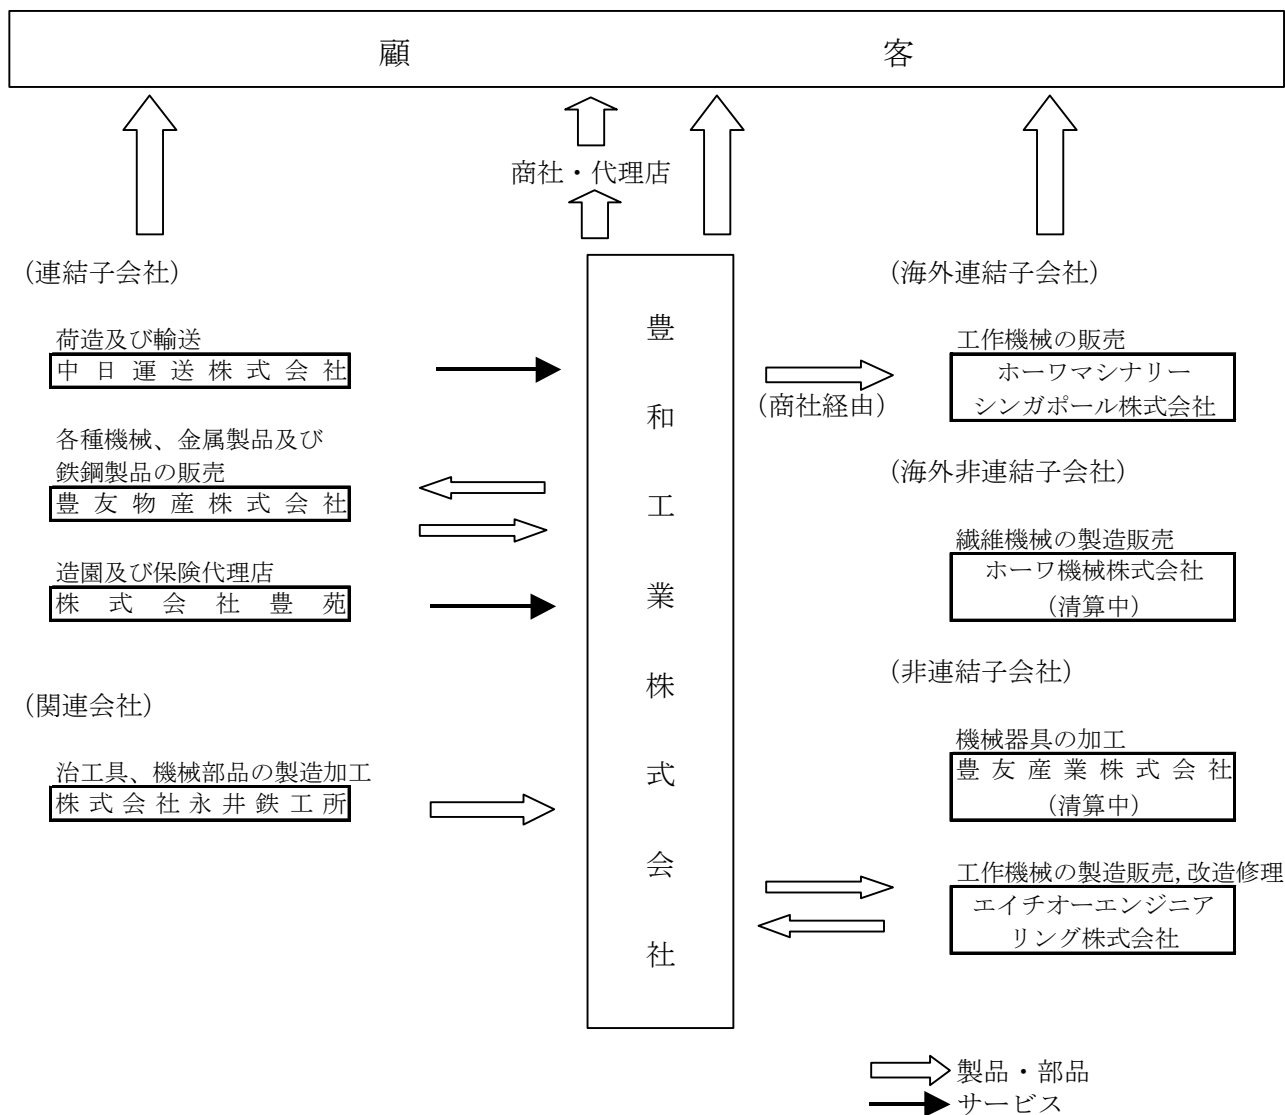 顧客
商社・代理店
(連結子会社)
荷造及び輸送
中日運送株式会社
各種機械、金属製品及び
鉄鋼製品の販売
豊友物産株式会社
造園及び保険代理店
株式会社豊苑
(関連会社)
治工具、機械部品の製造加工
株式会社永井鉄工所
豊和工業株式会社
(海外連結子会社)
工作機械の販売
ホーワマシナリー
シンガポール株式会社
(商社経由)
(海外非連結子会社)
繊維機械の製造販売
ホーワ機械株式会社
(清算中)
(非連結子会社)
機械器具の加工
豊友産業株式会社
(清算中)
工作機械の製造販売,改造修理
エイチオーエンジニア
リング株式会社
製品・部品
サービス